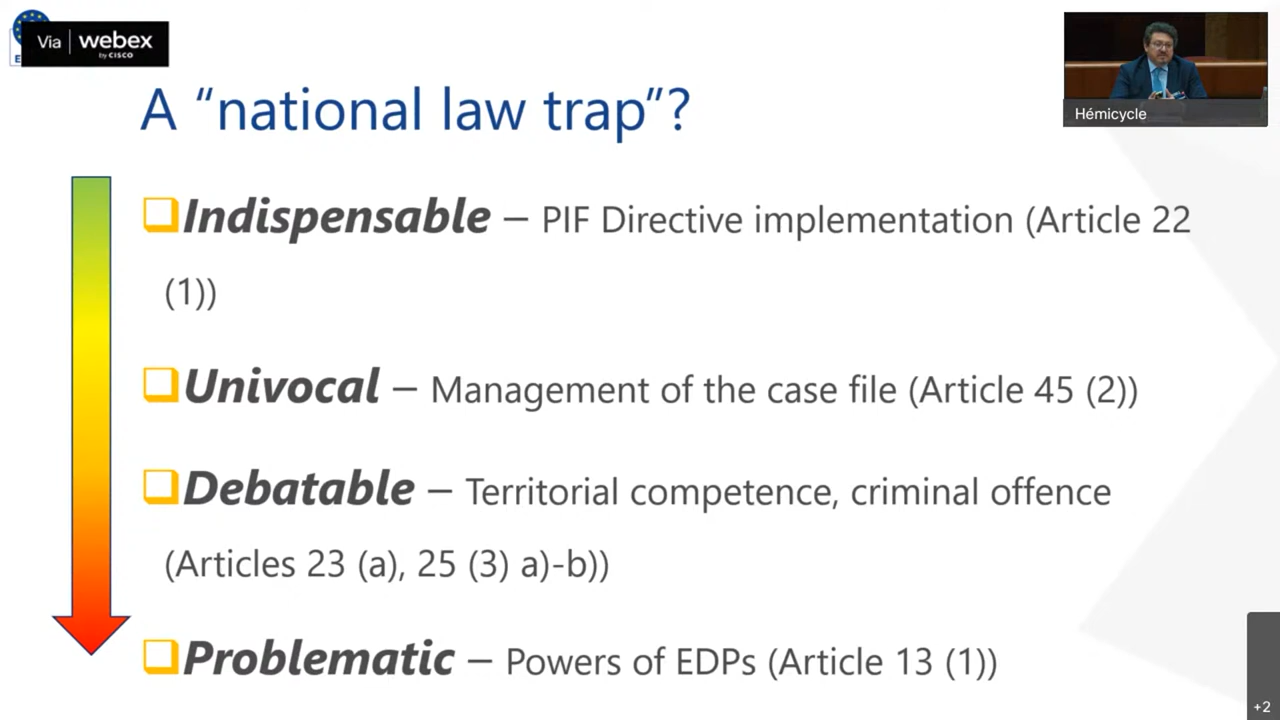 Via webex
by CISCO
E
A “national law trap”?
Hémicycle
❑Indispensable – PIF Directive implementation (Article 22
(1))
❑Univocal – Management of the case file (Article 45 (2))
❑Debatable – Territorial competence, criminal offence
(Articles 23 (a), 25 (3) a)-b))
❑Problematic – Powers of EDPs (Article 13 (1))
+2